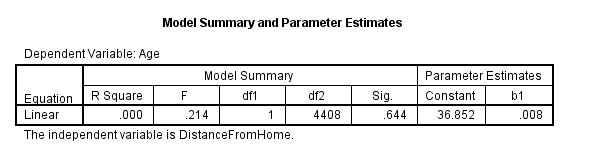 Model Summary and Parameter Estimates
Dependent Variable: Age
Model Summary Parameter Estimates
Equation R Square F df1 df2 Sig. Constant b1
Linear .000 .214 1 4408 .644 36.852 .008
The independent variable is DistanceFromHome.